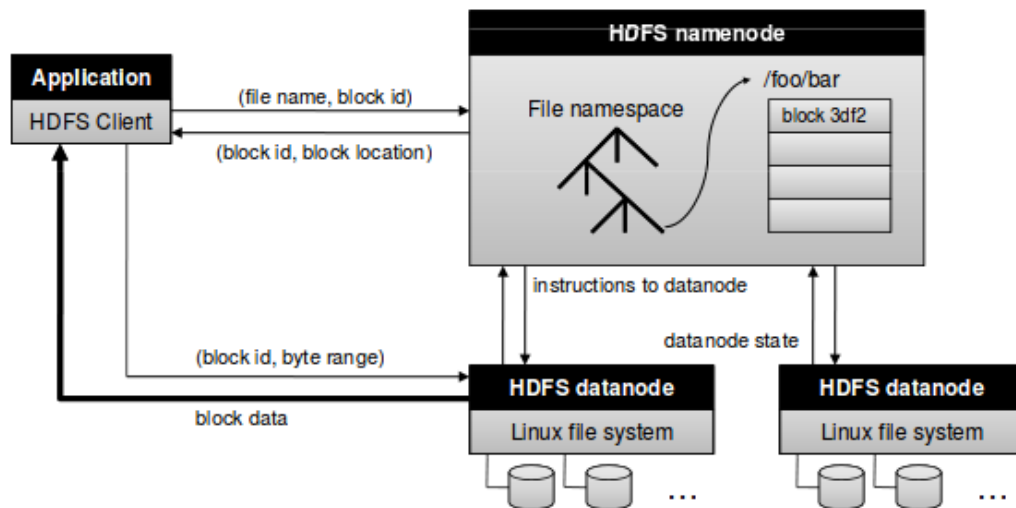 HDFS namenode
Application
HDFS Client
(file name, block id)
(block id, block location)
File namespace
/foo/bar
block 3df2
instructions to datanode
datanode state
(block id, byte range)
block data
HDFS datanode
Linux file system
...
HDFS datanode
Linux file system
...